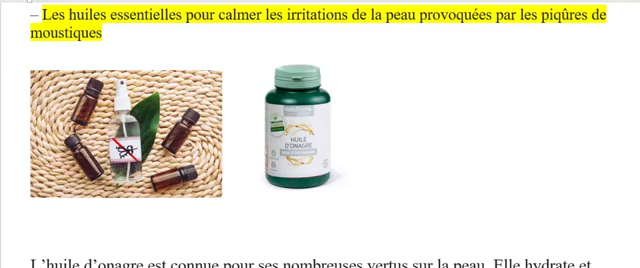 – Les huiles essentielles pour calmer les irritations de la peau provoquées par les piqûres de
moustiques
HUILE
D'ONAGRE
L’huile d’onagre est connue pour ses nombreuses vertus sur la peau. Elle hydrate et